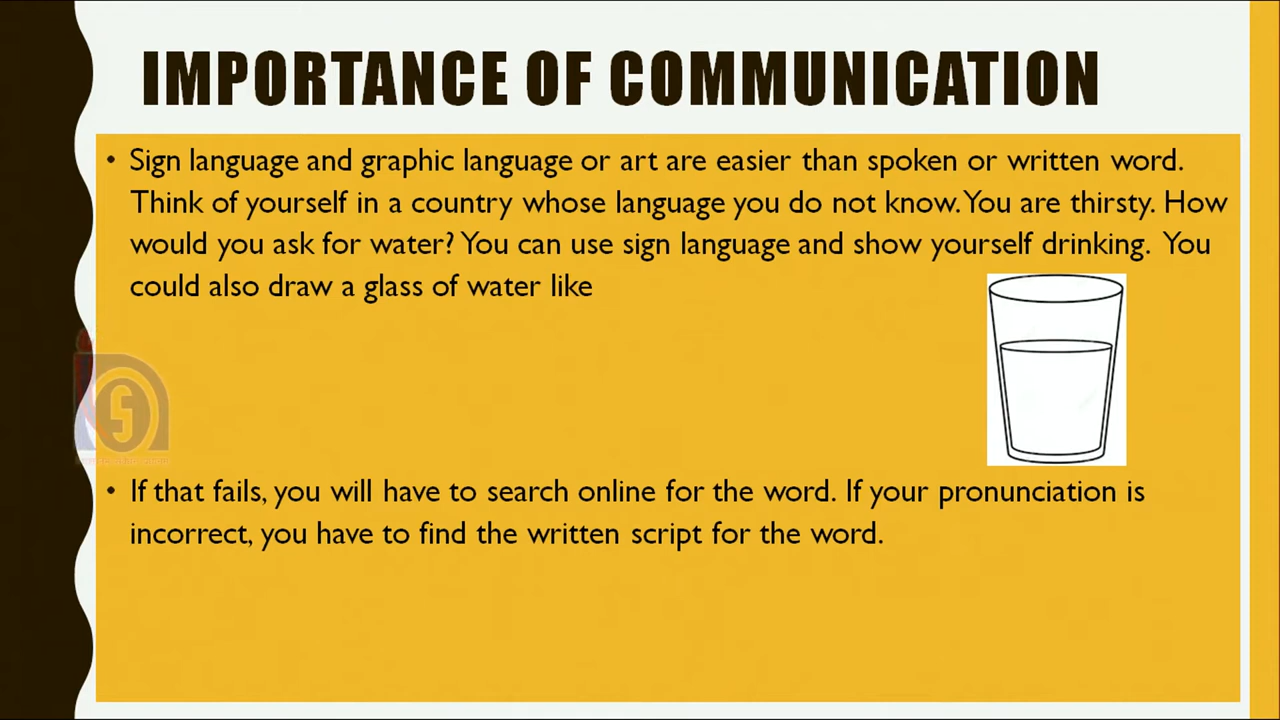 IMPORTANCE OF COMMUNICATION
• Sign language and graphic language or art are easier than spoken or written word.
Think of yourself in a country whose language you do not know. You are thirsty. How
would you ask for water? You can use sign language and show yourself drinking. You
could also draw a glass of water like
• If that fails, you will have to search online for the word. If your pronunciation is
incorrect, you have to find the written script for the word.